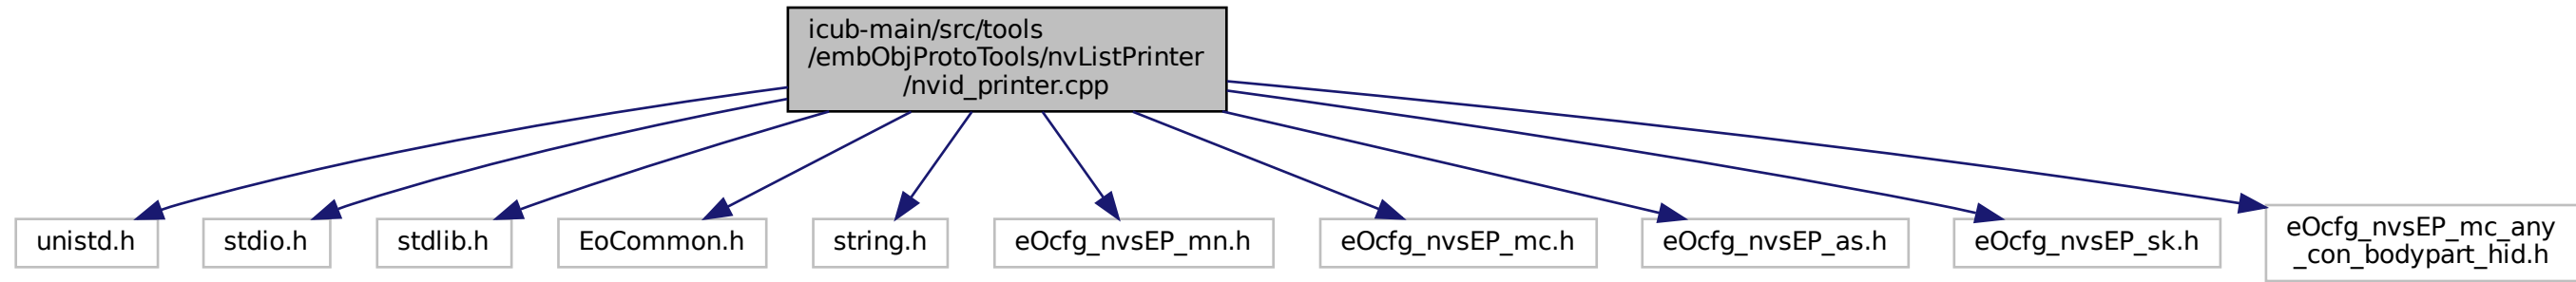 icub-main/src/tools
/embObjProtoTools/nvListPrinter
/nvid_printer.cpp
unistd.h
stdio.h
stdlib.h
EoCommon.h
string.h
eOcfg_nvsEP_mn.h
eOcfg_nvsEP_mc.h
eOcfg_nvsEP_as.h
eOcfg_nvsEP_sk.h
eOcfg_nvsEP_mc_any
_con_bodypart_hid.h